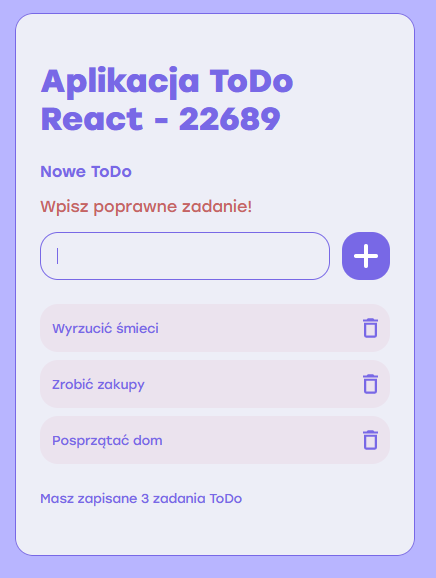 Aplikacja ToDo
React - 22689
Nowe ToDo
Wpisz poprawne zadanie!
Wyrzucić śmieci
Zrobić zakupy
Posprzątać dom
Masz zapisane 3 zadania ToDo